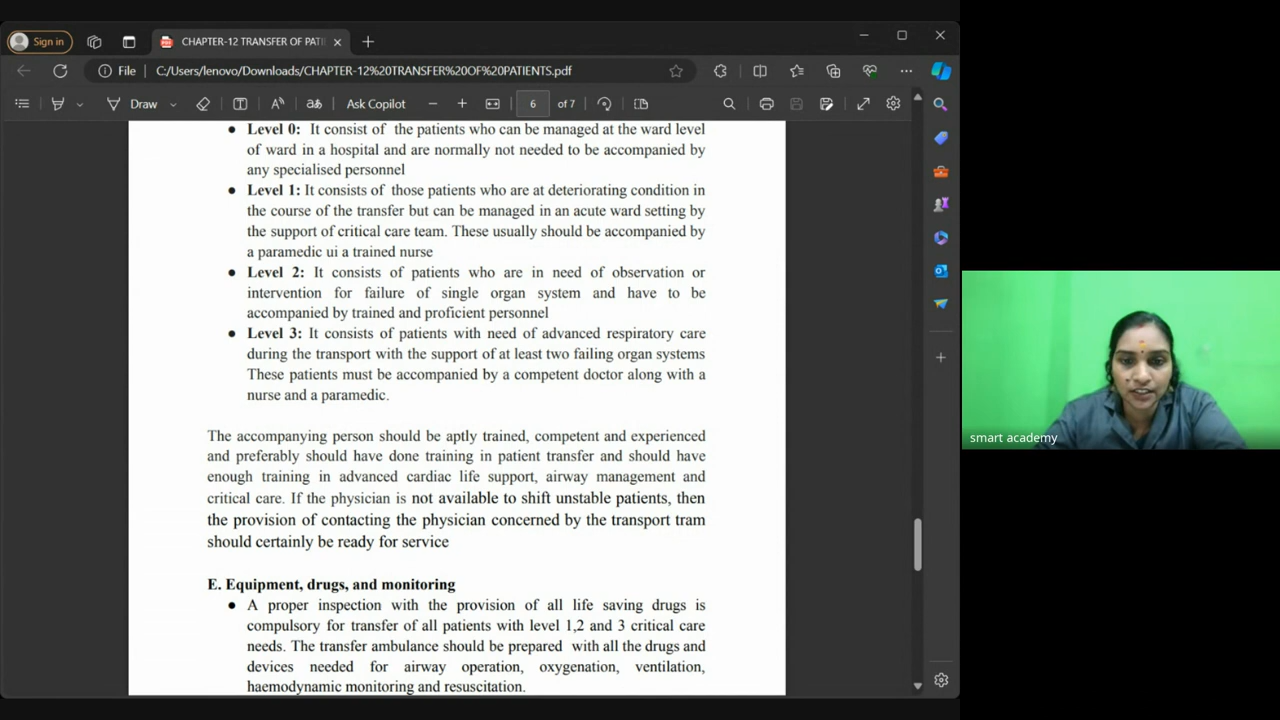 Sign in
CHAPTER-12 TRANSFER OF PATI
File
C:/Users/lenovo/Downloads/CHAPTER-12%20TRANSFER%20OF%20PATIENTS.pdf
Draw
Ask Copilot
6 of 7
Level 0: It consist of the patients who can be managed at the ward level
of ward in a hospital and are normally not needed to be accompanied by
any specialised personnel
Level 1: It consists of those patients who are at deteriorating condition in
the course of the transfer but can be managed in an acute ward setting by
the support of critical care team. These usually should be accompanied by
a paramedic ui a trained nurse
Level 2: It consists of patients who are in need of observation or
intervention for failure of single organ system and have to be
accompanied by trained and proficient personnel
Level 3: It consists of patients with need of advanced respiratory care
during the transport with the support of at least two failing organ systems
These patients must be accompanied by a competent doctor along with a
nurse and a paramedic.
The accompanying person should be aptly trained, competent and experienced
and preferably should have done training in patient transfer and should have
enough training in advanced cardiac life support, airway management and
critical care. If the physician is not available to shift unstable patients, then
the provision of contacting the physician concerned by the transport tram
should certainly be ready for service
E. Equipment, drugs, and monitoring
A proper inspection with the provision of all life saving drugs is
compulsory for transfer of all patients with level 1,2 and 3 critical care
needs. The transfer ambulance should be prepared with all the drugs and
devices needed for airway operation, oxygenation, ventilation,
haemodynamic monitoring and resuscitation.
smart academy